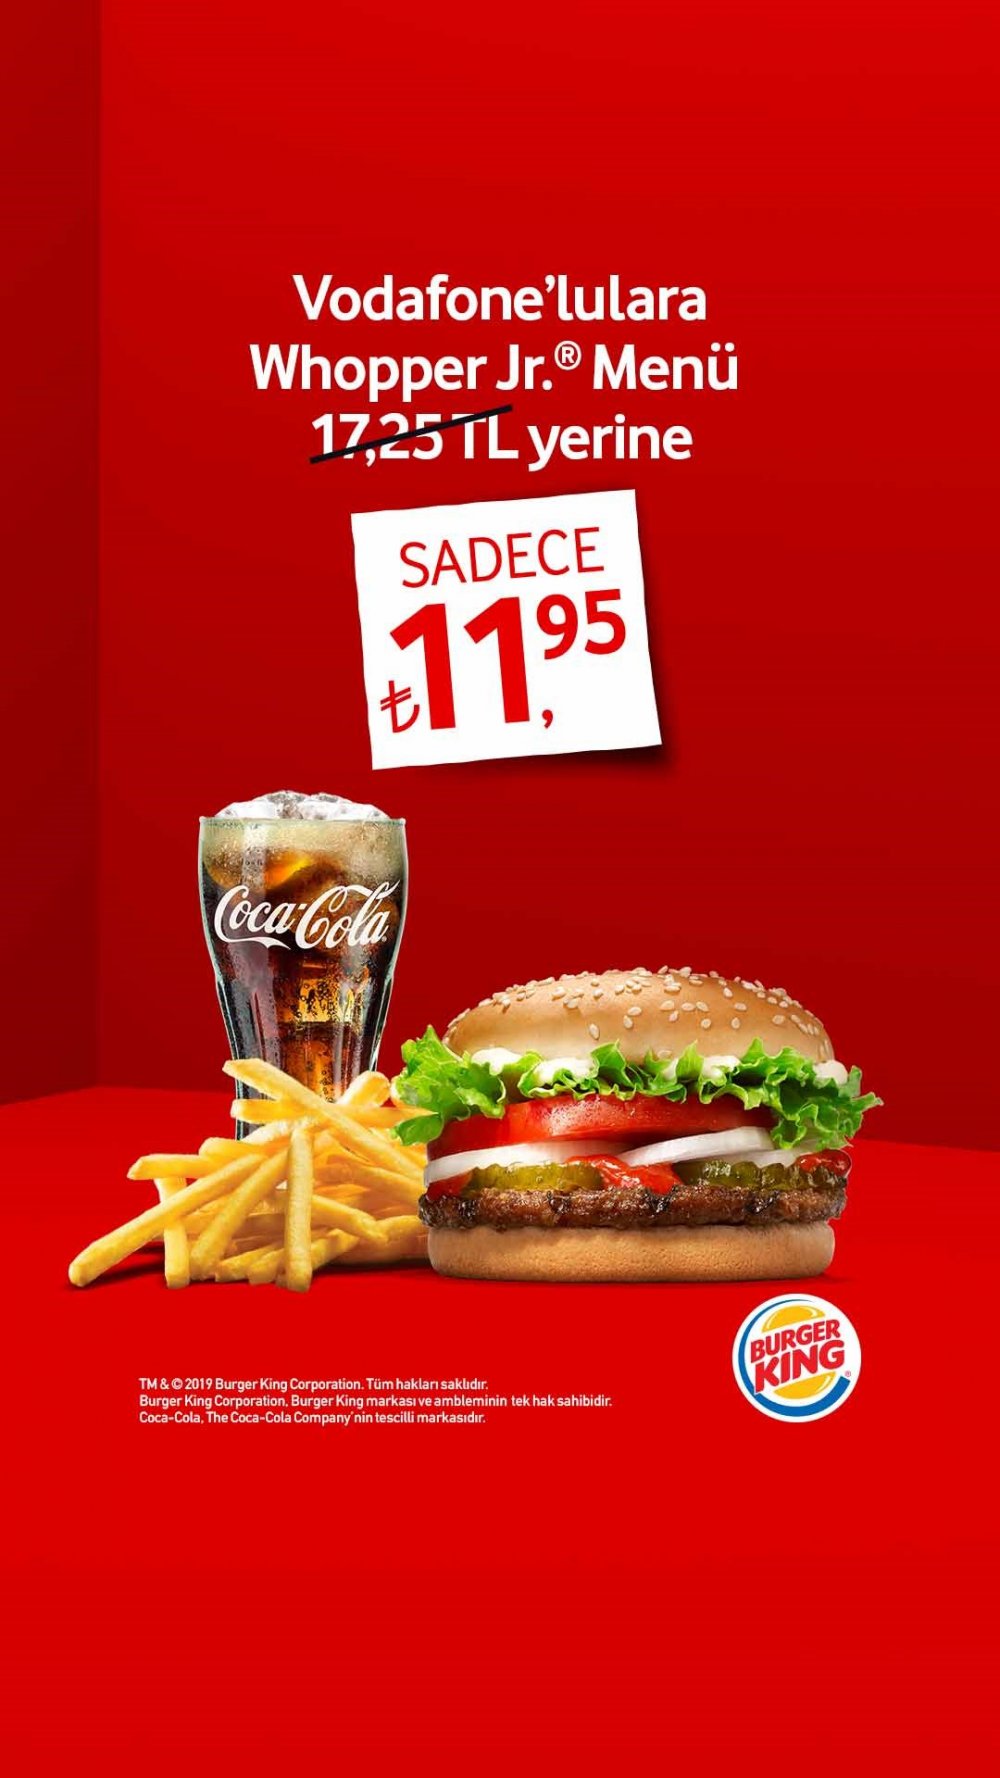 Vodafone'lulara
Whopper Jr.® Menü
17,25 TL yerine
SADECE
₺11,95
Coca-Cola
BURGER
KING®
TM & © 2019 Burger King Corporation. Tüm hakları saklıdır.
Burger King Corporation, Burger King markası ve ambleminin tek hak sahibidir.
Coca-Cola, The Coca-Cola Company'nin tescilli markasıdır.